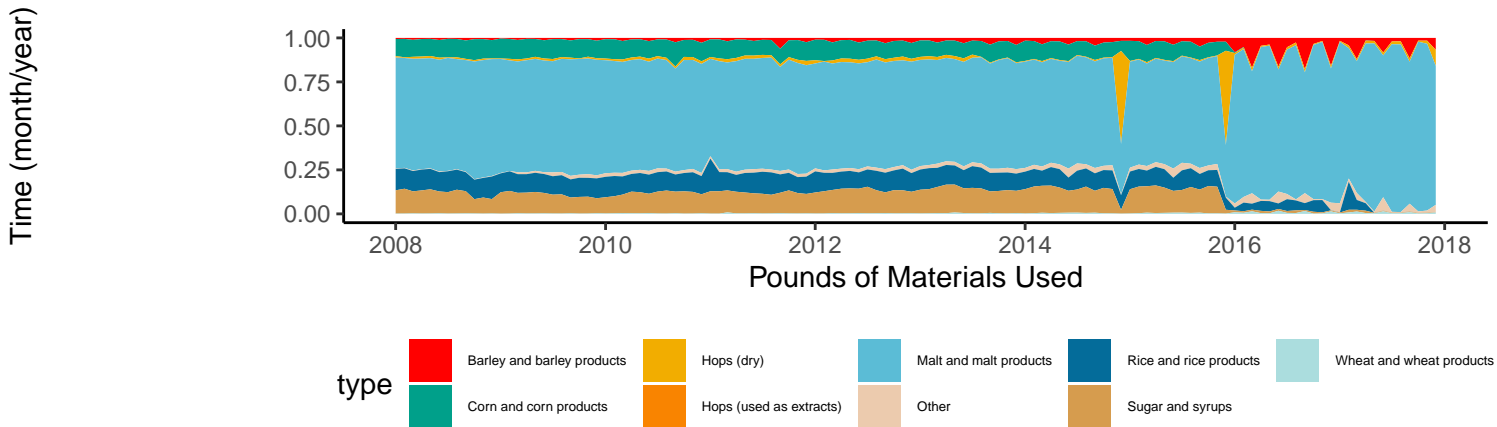 Time (month/year)
1.00
0.75
0.50
0.25
0.00
2008 2010 2012 2014 2016 2018
Pounds of Materials Used
type
Barley and barley products Hops (dry) Malt and malt products Rice and rice products Wheat and wheat products
Corn and corn products Hops (used as extracts) Other Sugar and syrups